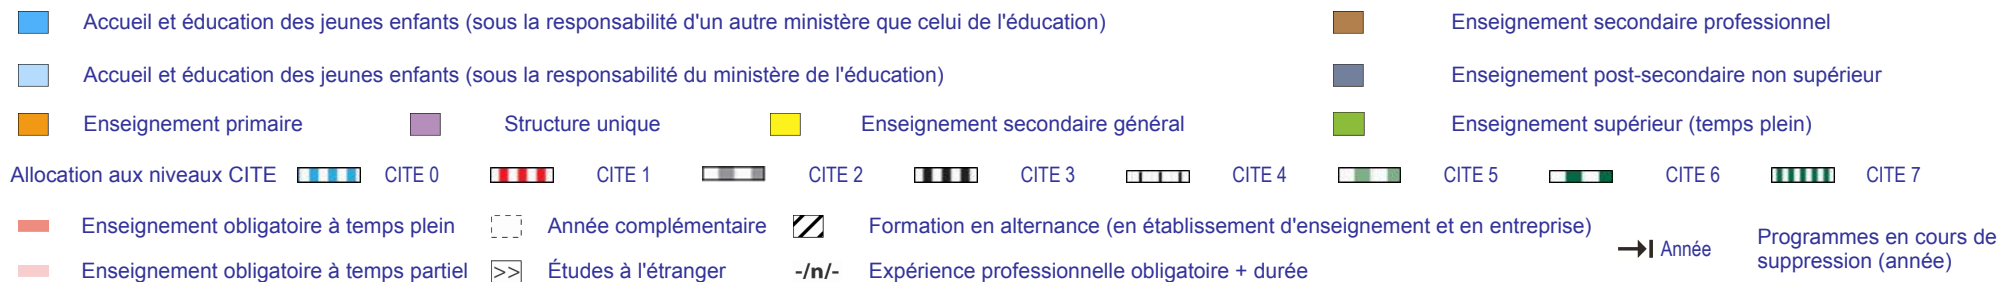 Accueil et éducation des jeunes enfants (sous la responsabilité d'un autre ministère que celui de l'éducation) Enseignement secondaire professionnel
Accueil et éducation des jeunes enfants (sous la responsabilité du ministère de l'éducation) Enseignement post-secondaire non supérieur
Enseignement primaire Structure unique Enseignement secondaire général Enseignement supérieur (temps plein)
Allocation aux niveaux CITE CITE 0 CITE 1 CITE 2 CITE 3 CITE 4 CITE 5 CITE 6 CITE 7
Enseignement obligatoire à temps plein Année complémentaire Formation en alternance (en établissement d'enseignement et en entreprise) Année Programmes en cours de
suppression (année)
Enseignement obligatoire à temps partiel >> Études à l'étranger -/n/- Expérience professionnelle obligatoire + durée